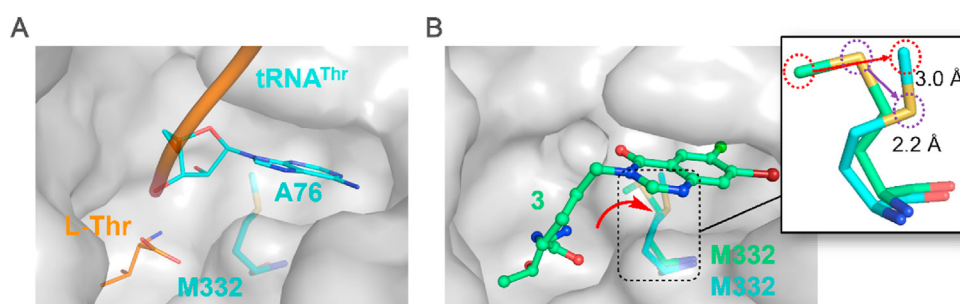 A
tRNAThr
A76
L-Thr
M332
B
3
M332
M332
3.0 Å
2.2 Å